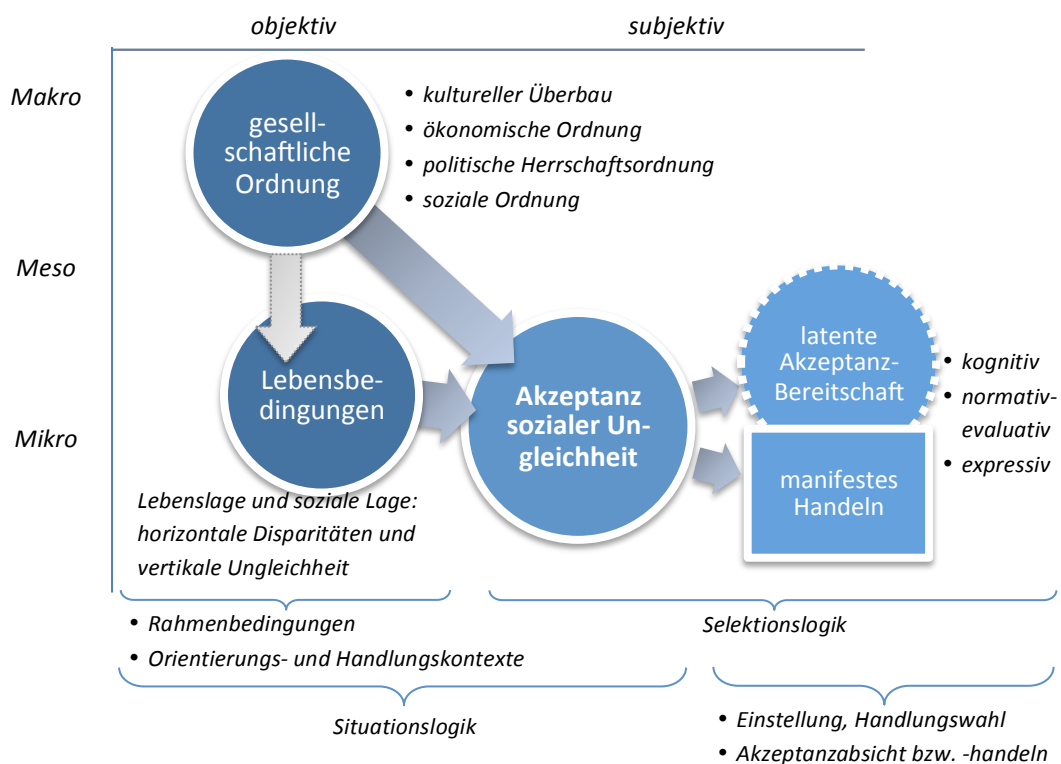 objektiv
subjektiv
Makro
gesell-
schaftliche
Ordnung
• kultureller Überbau
• ökonomische Ordnung
• politische Herrschaftsordnung
• soziale Ordnung
Meso
Mikro
Lebensbe-
dingungen
Akzeptanz
sozialer Un-
gleichheit
latente
Akzeptanz-
Bereitschaft
• kognitiv
• normativ-
evaluativ
• expressiv
manifestes
Handeln
Lebenslage und soziale Lage:
horizontale Disparitäten und
vertikale Ungleichheit
• Rahmenbedingungen
• Orientierungs- und Handlungskontexte
Selektionslogik
Situationslogik
• Einstellung, Handlungswahl
• Akzeptanzabsicht bzw. -handeln